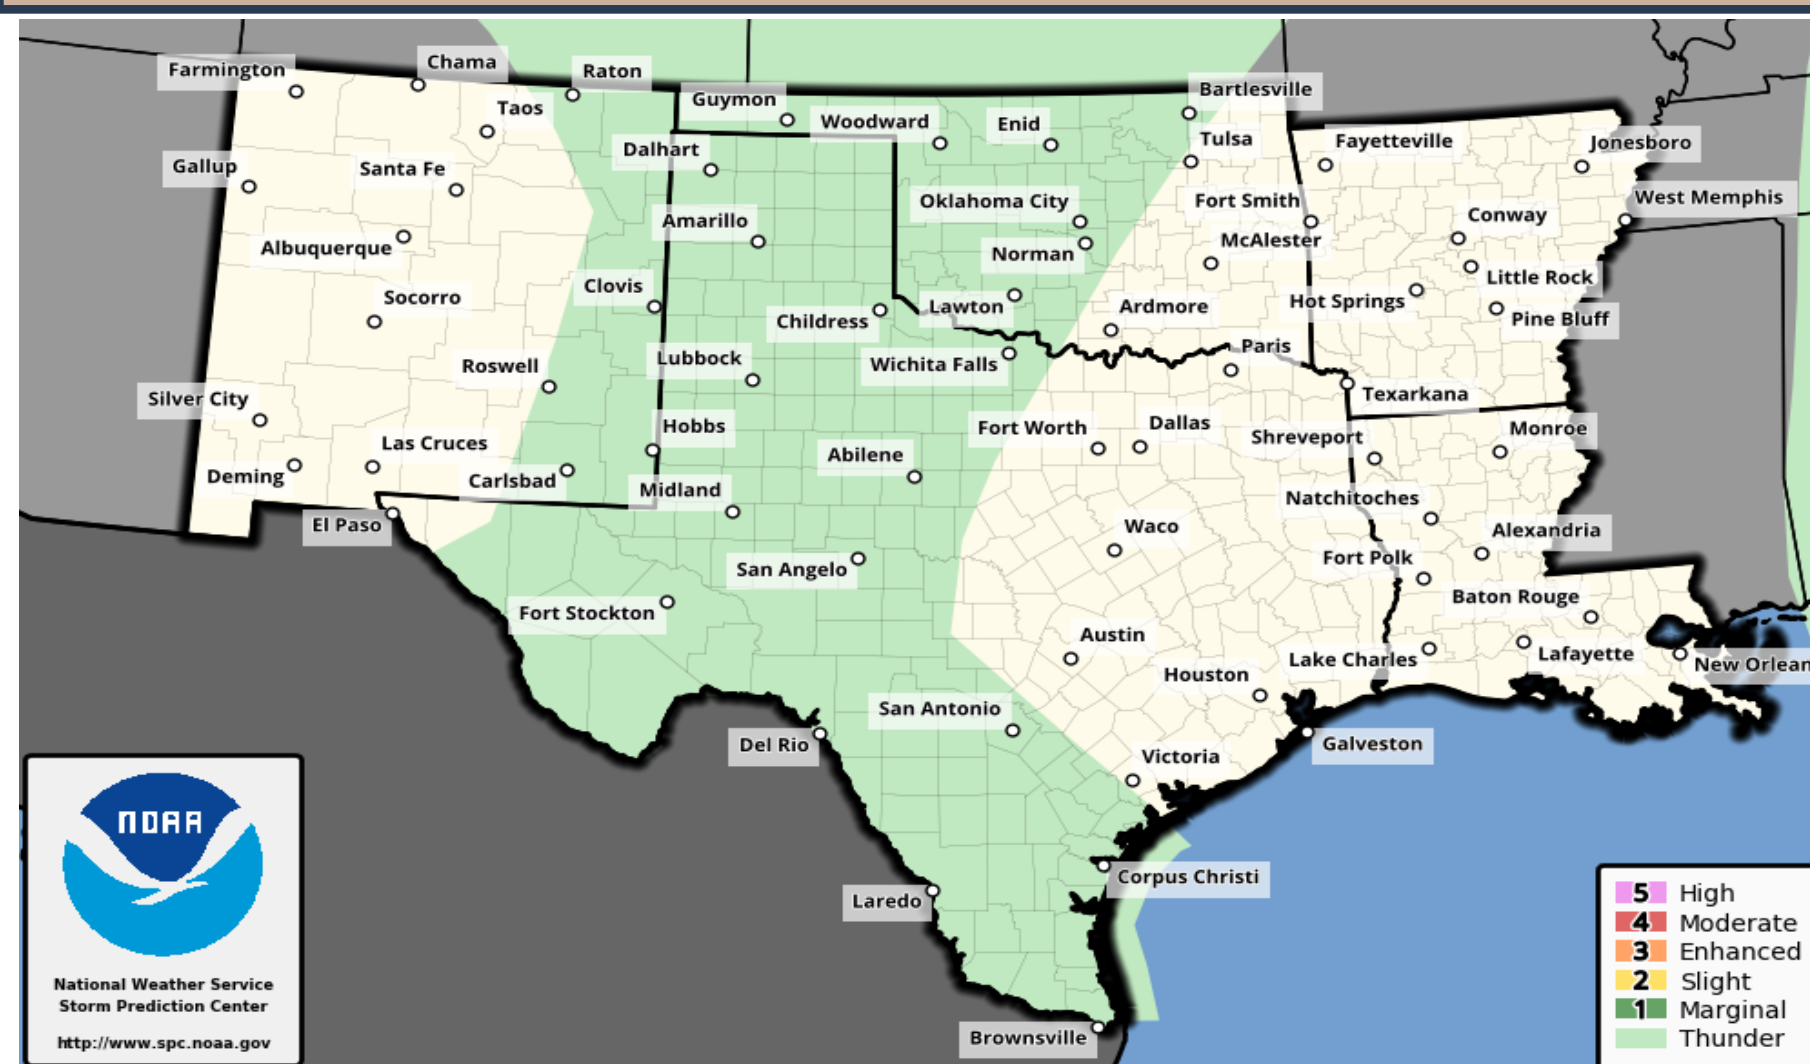 Farmington
Chama
Raton
Taos
Guymon
Woodward
Enid
Bartlesville
Tulsa
Fayetteville
Jonesboro
Gallup
Santa Fe
Dalhart
Oklahoma City
Fort Smith
West Memphis
Amarillo
Conway
Albuquerque
Norman
McAlester
Little Rock
Socorro
Clovis
Childress
Lawton
Ardmore
Hot Springs
Pine Bluff
Roswell
Lubbock
Wichita Falls
Paris
Texarkana
Silver City
Las Cruces
Hobbs
Fort Worth
Dallas
Shreveport
Monroe
Deming
Carlsbad
Midland
Abilene
Natchitoches
El Paso
Waco
Alexandria
San Angelo
Fort Polk
Fort Stockton
Baton Rouge
Austin
Lake Charles
Lafayette
New Orlean
Houston
San Antonio
Del Rio
Victoria
Galveston
Corpus Christi
Laredo
Brownsville
NOAA
National Weather Service
Storm Prediction Center
http://www.spc.noaa.gov
5 High
4 Moderate
3 Enhanced
2 Slight
1 Marginal
Thunder